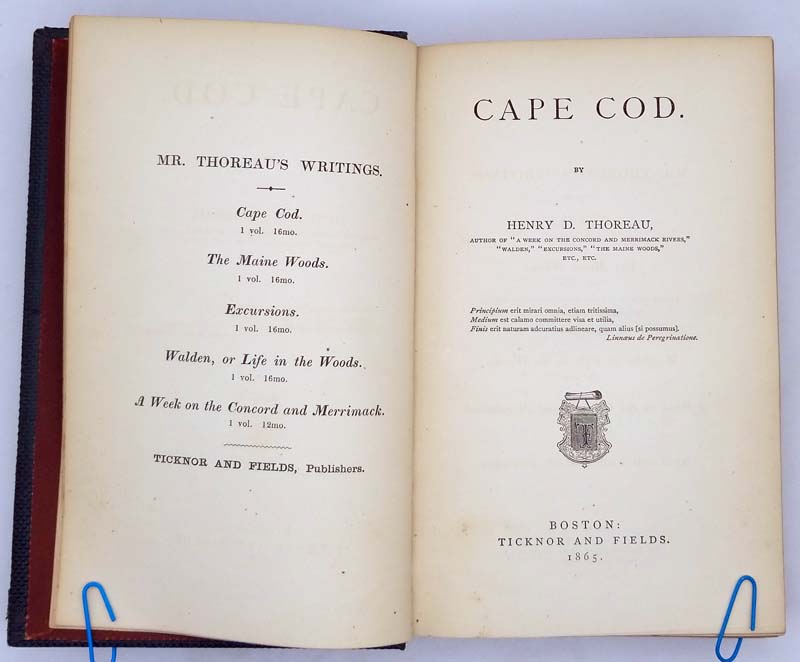 MR. THOREAU'S WRITINGS.
Cape Cod.
1 vol. 16mo.
The Maine Woods.
1 vol. 16mo.
Excursions.
1 vol. 16mo.
Walden, or Life in the Woods.
1 vol. 16mo.
A Week on the Concord and Merrimack.
1 vol. 12mo.
TICKNOR AND FIELDS, Publishers.
CAPE COD.
BY
HENRY D. THOREAU,
AUTHOR OF "A WEEK ON THE CONCORD AND MERRIMACK RIVERS,"
"WALDEN," "EXCURSIONS," "THE MAINE WOODS,"
ETC., ETC.
Principium erit mirari omnia, etiam tritissima,
Medium est calamo committere visa et utilia,
Finis erit naturam adcuratius adlineare, quam alius [si possumus].
Linnæus de Peregrinatione.
BOSTON:
TICKNOR AND FIELDS.
1865.